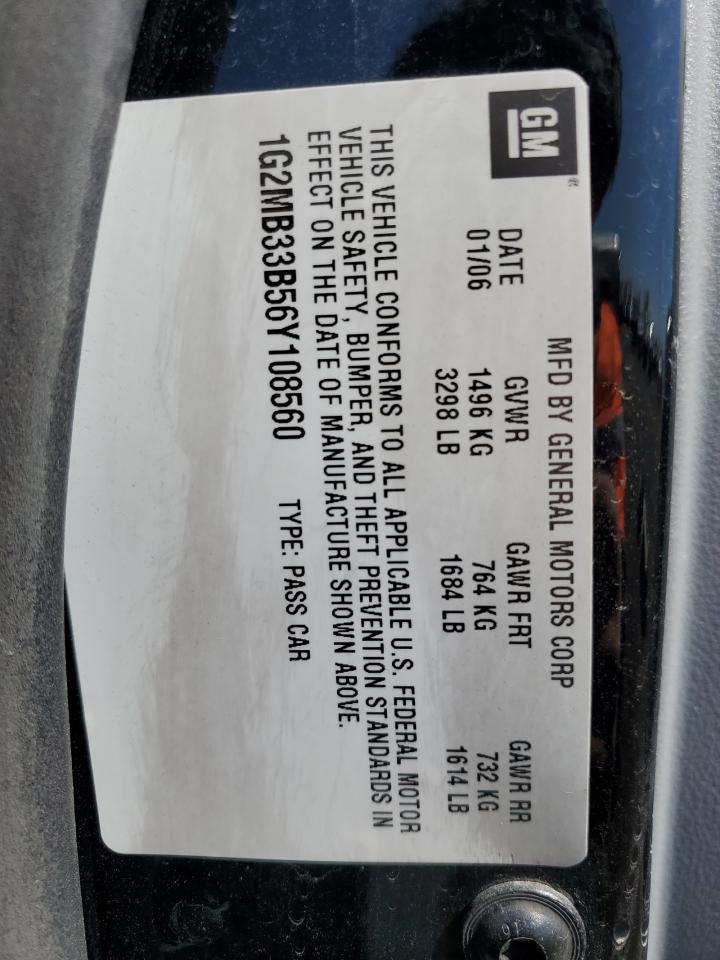 GM®
MFD BY GENERAL MOTORS CORP
DATE GVWR GAWR FRT GAWR RR
01/06 1496 KG 764 KG 732 KG
3298 LB 1684 LB 1614 LB
THIS VEHICLE CONFORMS TO ALL APPLICABLE U.S. FEDERAL MOTOR
VEHICLE SAFETY, BUMPER, AND THEFT PREVENTION STANDARDS IN
EFFECT ON THE DATE OF MANUFACTURE SHOWN ABOVE.
1G2MB33B56Y108560 TYPE: PASS CAR